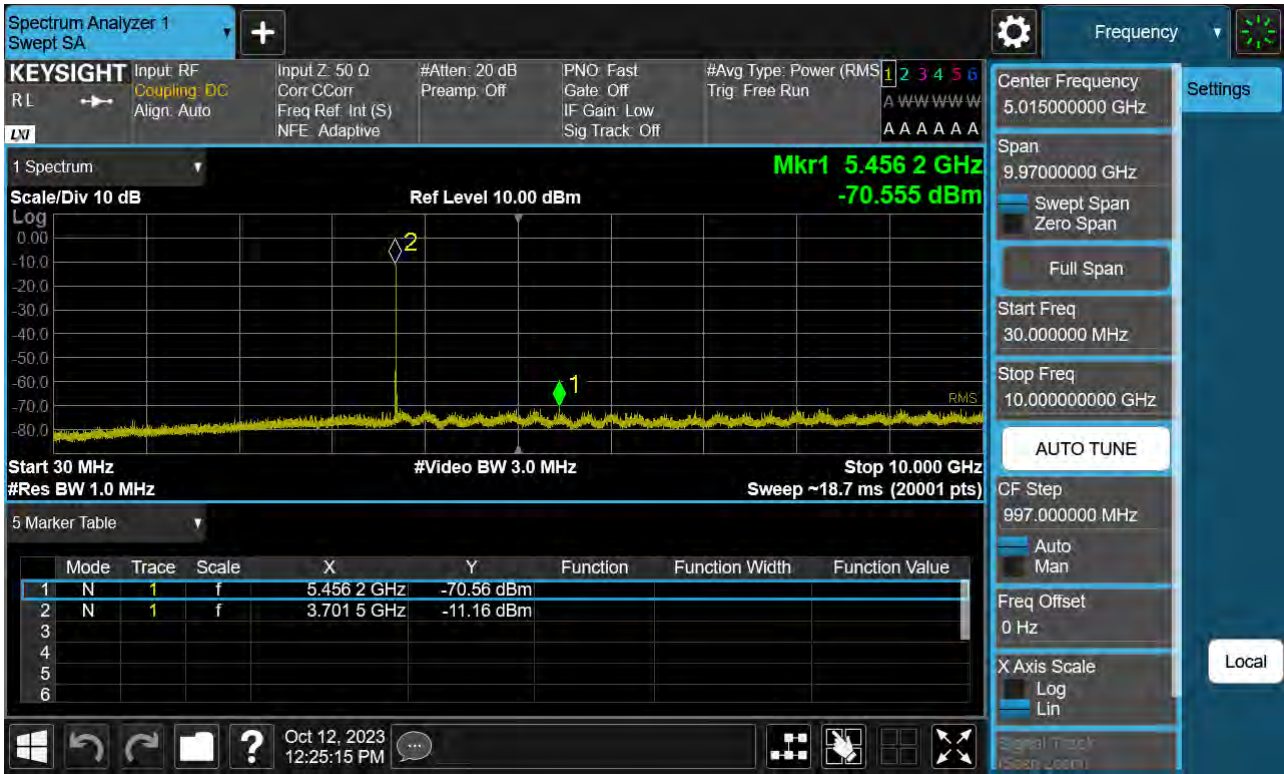 Spectrum Analyzer 1
Swept SA
+
Frequency
KEYSIGHT
RL
LXI
Input: RF
Coupling: DC
Align: Auto
Input Z: 50 Ω
Corr CCorr
Freq Ref: Int (S)
NFE: Adaptive
#Atten: 20 dB
Preamp: Off
PNO: Fast
Gate: Off
IF Gain: Low
Sig Track: Off
#Avg Type: Power (RMS
Trig: Free Run
1 2 3 4 5 6
A W W W W W
A A A A A A
1 Spectrum
Scale/Div 10 dB
Ref Level 10.00 dBm
Mkr1 5.456 2 GHz
-70.555 dBm
Log
0.00
-10.0
-20.0
-30.0
-40.0
-50.0
-60.0
-70.0
-80.0
2
1
RMS
Start 30 MHz
#Video BW 3.0 MHz
Stop 10.000 GHz
#Res BW 1.0 MHz
Sweep ~18.7 ms (20001 pts)
5 Marker Table
Mode Trace Scale X Y Function Function Width Function Value
1 N 1 f 5.456 2 GHz -70.56 dBm
2 N 1 f 3.701 5 GHz -11.16 dBm
3
4
5
6
Oct 12, 2023
12:25:15 PM
Center Frequency
5.015000000 GHz
Span
9.97000000 GHz
Swept Span
Zero Span
Full Span
Start Freq
30.000000 MHz
Stop Freq
10.000000000 GHz
AUTO TUNE
CF Step
997.000000 MHz
Auto
Man
Freq Offset
0 Hz
X Axis Scale
Log
Lin
Signal Track
(Span Zoom)
Settings
Local